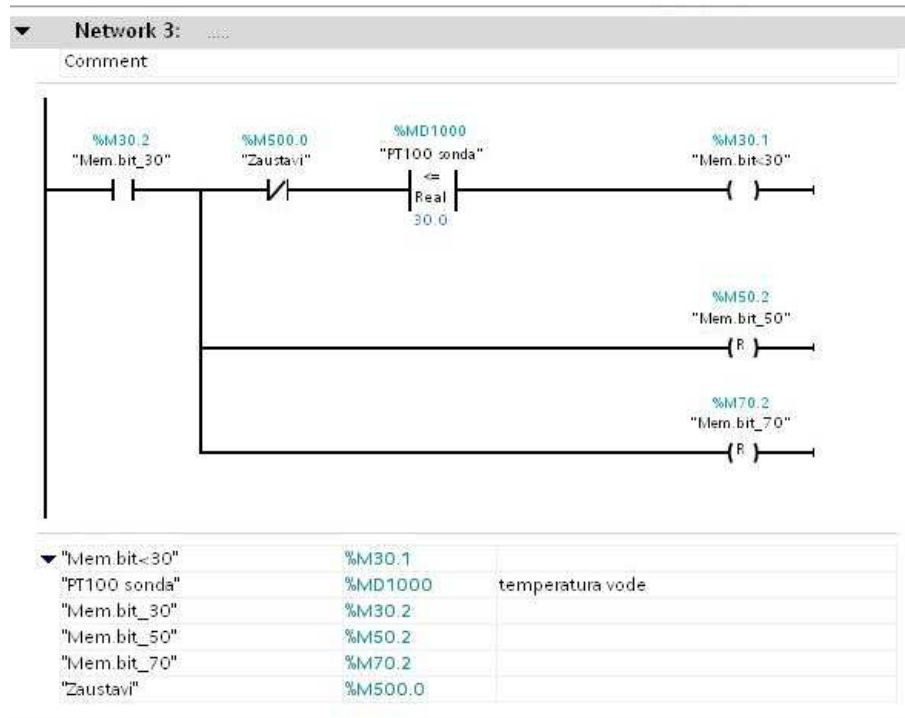 Network 3: .....
Comment
%M30.2 %M500.0 %MD1000 %M30.1
"Mem.bit_30" "Zaustavi" "PT100 sonda" "Mem.bit<30"
<=
Real
30.0
%M50.2
"Mem.bit_50"
R
%M70.2
"Mem.bit_70"
R
"Mem.bit<30" %M30.1
"PT100 sonda" %MD1000 temperatura vode
"Mem.bit_30" %M30.2
"Mem.bit_50" %M50.2
"Mem.bit_70" %M70.2
"Zaustavi" %M500.0